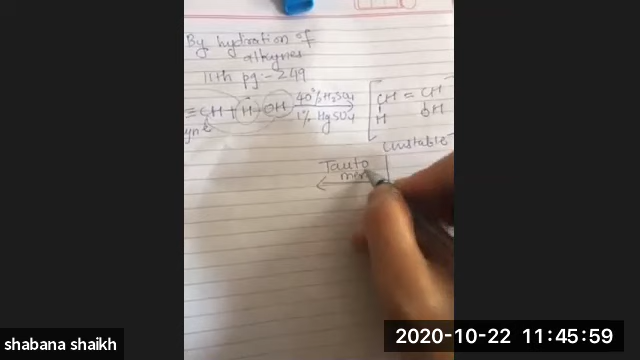 By hydration of
alkynes
11th pg:- 249
≡ CH + H - OH 40% H2SO4 CH = CH
1% HgSO4 H OH
yne
unstable
Tauto
mer
shabana shaikh
2020-10-22 11:45:59